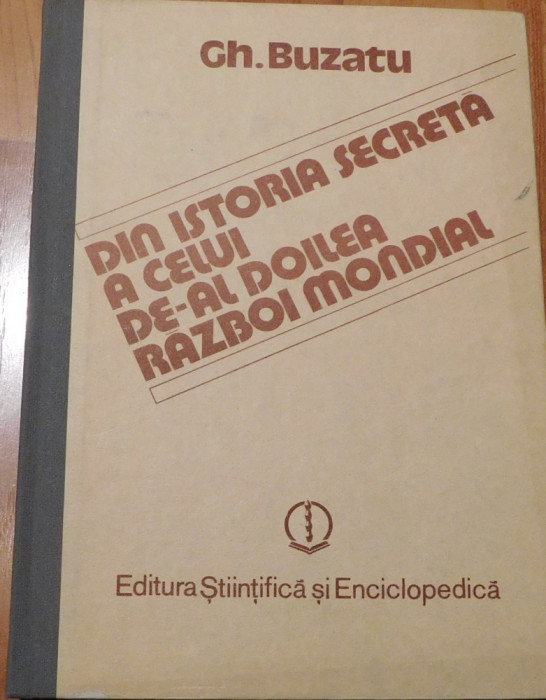 Gh. Buzatu
DIN ISTORIA SECRETĂ
A CELUI
DE-AL DOILEA
RĂZBOI MONDIAL
Editura Științifică și Enciclopedică